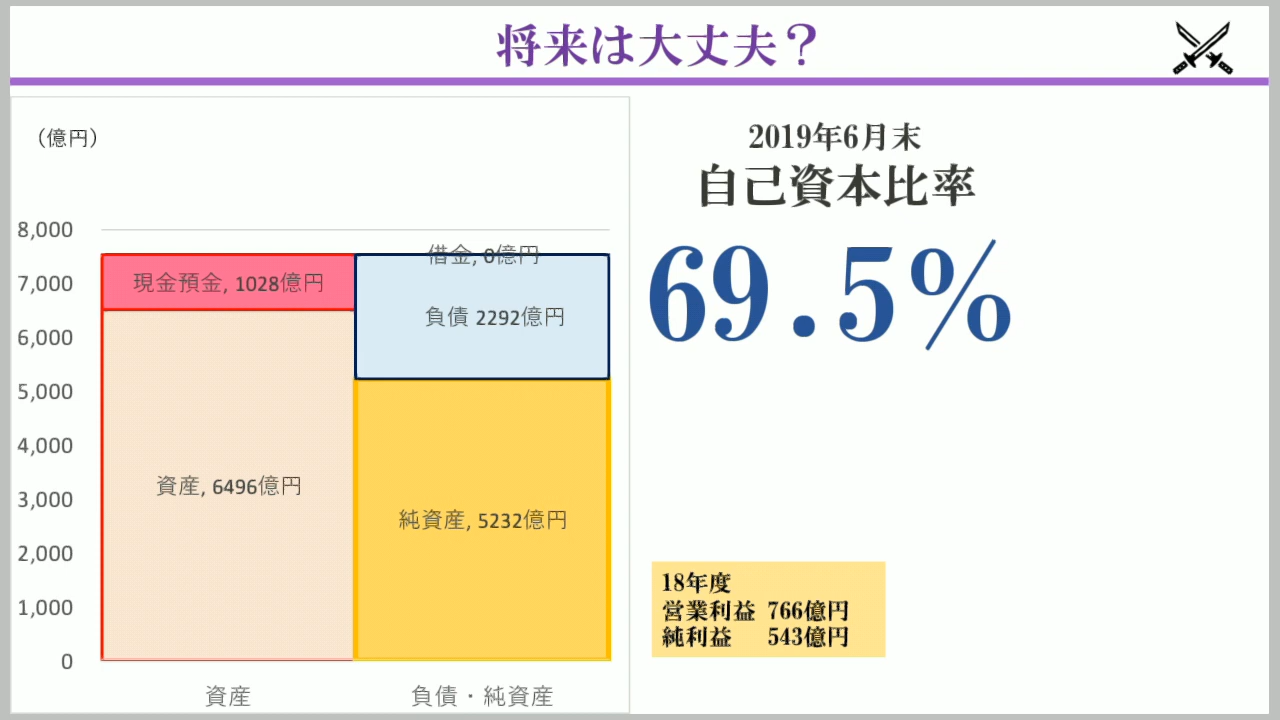 将来は大丈夫？
（億円）
8,000
7,000
6,000
5,000
4,000
3,000
2,000
1,000
0
現金預金, 1028億円
資産, 6496億円
借金, 0億円
負債 2292億円
純資産, 5232億円
資産
負債・純資産
2019年6月末
自己資本比率
69.5%
18年度
営業利益 766億円
純利益 543億円